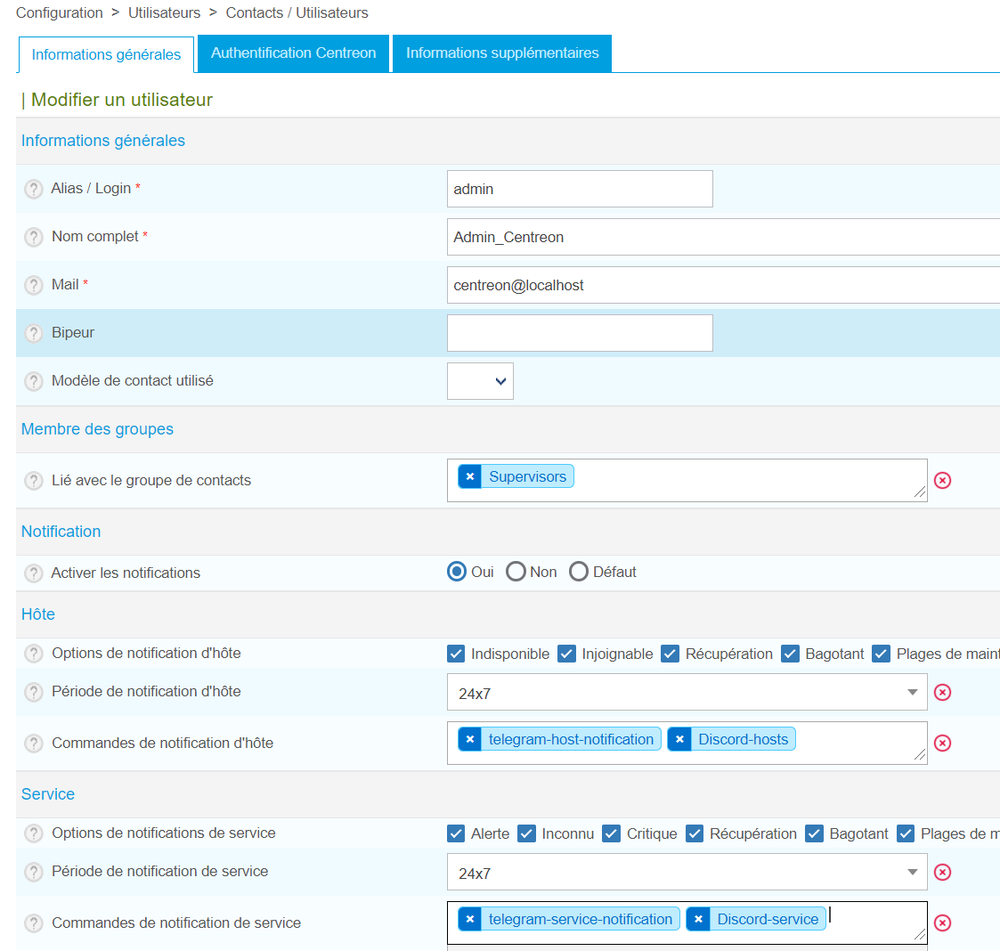 Configuration > Utilisateurs > Contacts / Utilisateurs
Informations générales Authentification Centreon Informations supplémentaires
| Modifier un utilisateur
Informations générales
? Alias / Login * admin
? Nom complet * Admin_Centreon
? Mail * centreon@localhost
? Bipeur
? Modèle de contact utilisé
Membre des groupes
? Lié avec le groupe de contacts × Supervisors
Notification
? Activer les notifications Oui Non Défaut
Hôte
? Options de notification d'hôte Indisponible Injoignable Récupération Bagotant Plages de maint
? Période de notification d'hôte 24x7
? Commandes de notification d'hôte × telegram-host-notification × Discord-hosts
Service
? Options de notifications de service Alerte Inconnu Critique Récupération Bagotant Plages de m
? Période de notification de service 24x7
? Commandes de notification de service × telegram-service-notification × Discord-service